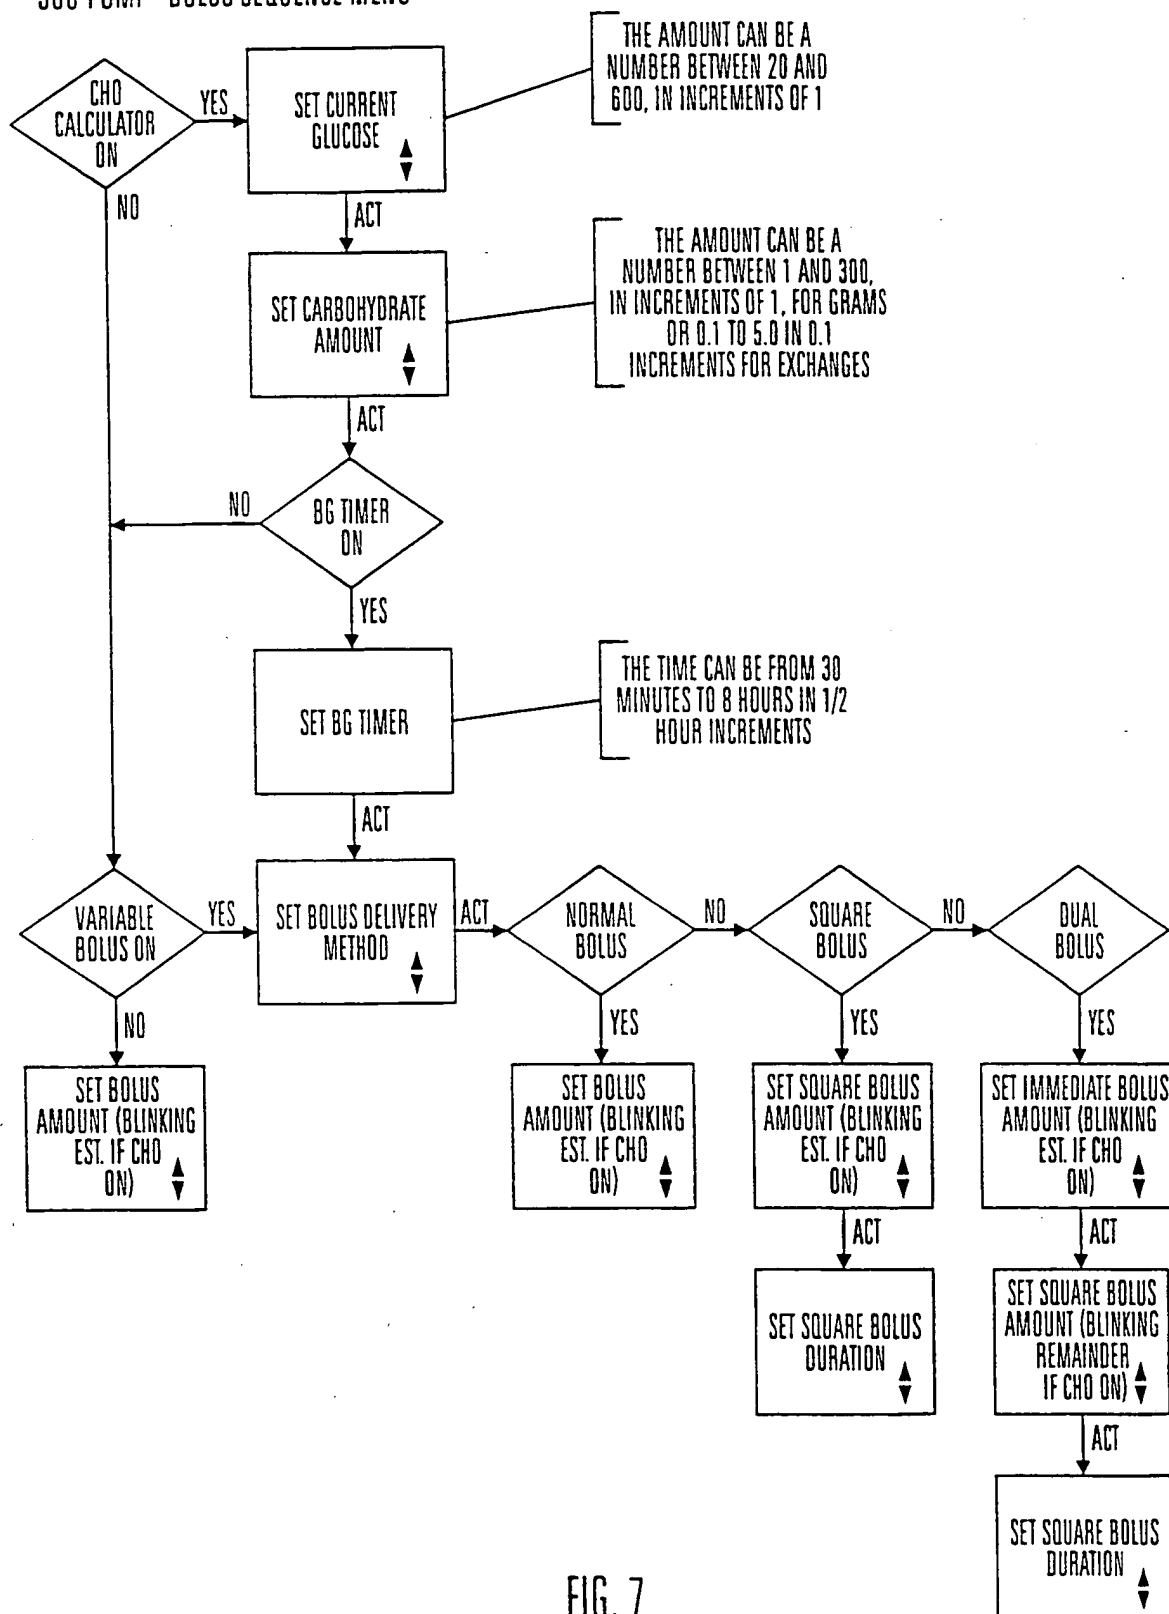 CHO
CALCULATOR
ON
YES
NO
SET CURRENT
GLUCOSE
THE AMOUNT CAN BE A
NUMBER BETWEEN 20 AND
600, IN INCREMENTS OF 1
ACT
SET CARBOHYDRATE
AMOUNT
THE AMOUNT CAN BE A
NUMBER BETWEEN 1 AND 300,
IN INCREMENTS OF 1, FOR GRAMS
OR 0.1 TO 5.0 IN 0.1
INCREMENTS FOR EXCHANGES
ACT
NO
BG TIMER
ON
YES
SET BG TIMER
THE TIME CAN BE FROM 30
MINUTES TO 8 HOURS IN 1/2
HOUR INCREMENTS
ACT
VARIABLE
BOLUS ON
YES
SET BOLUS DELIVERY
METHOD
ACT
NORMAL
BOLUS
NO
SQUARE
BOLUS
NO
DUAL
BOLUS
NO
YES
YES
YES
SET BOLUS
AMOUNT (BLINKING
EST. IF CHO
ON)
SET BOLUS
AMOUNT (BLINKING
EST. IF CHO
ON)
SET SQUARE BOLUS
AMOUNT (BLINKING
EST. IF CHO
ON)
SET IMMEDIATE BOLUS
AMOUNT (BLINKING
EST. IF CHO
ON)
ACT
ACT
SET SQUARE BOLUS
DURATION
SET SQUARE BOLUS
AMOUNT (BLINKING
REMAINDER
IF CHO ON)
ACT
SET SQUARE BOLUS
DURATION
FIG. 7